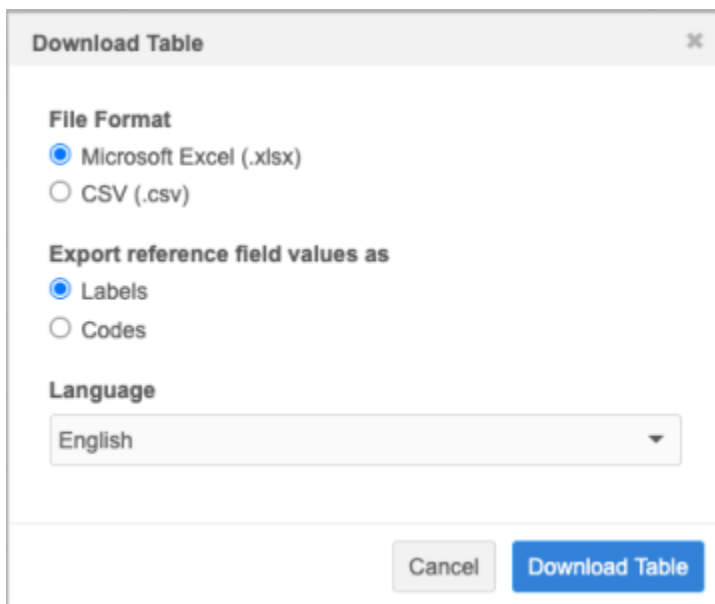 Download Table
File Format
Microsoft Excel (.xlsx)
CSV (.csv)
Export reference field values as
Labels
Codes
Language
English
Cancel Download Table